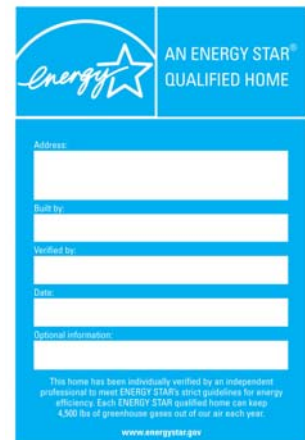 energy
AN ENERGY STAR®
QUALIFIED HOME
Address:
Built by:
Verified by:
Date:
Optional information:
This home has been individually verified by an independent
professional to meet ENERGY STAR's strict guidelines for energy
efficiency. Each ENERGY STAR qualified home can keep
4,500 lbs of greenhouse gases out of our air each year.
www.energystar.gov